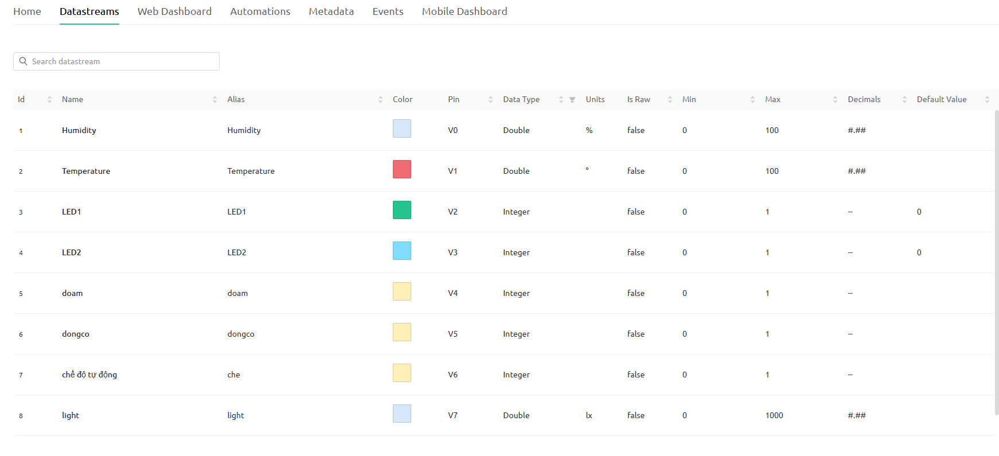 Home Datastreams Web Dashboard Automations Metadata Events Mobile Dashboard
Search datastream
Id Name Alias Color Pin Data Type Units Is Raw Min Max Decimals Default Value
1 Humidity Humidity V0 Double % false 0 100 #.##
2 Temperature Temperature V1 Double ° false 0 100 #.##
3 LED1 LED1 V2 Integer false 0 1 -- 0
4 LED2 LED2 V3 Integer false 0 1 -- 0
5 doam doam V4 Integer false 0 1 --
6 dongco dongco V5 Integer false 0 1 --
7 chế độ tự động che V6 Integer false 0 1 --
8 light light V7 Double lx false 0 1000 #.##